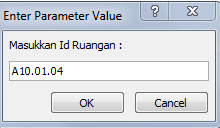 Enter Parameter Value
Masukkan Id Ruangan :
A10.01.04
OK
Cancel